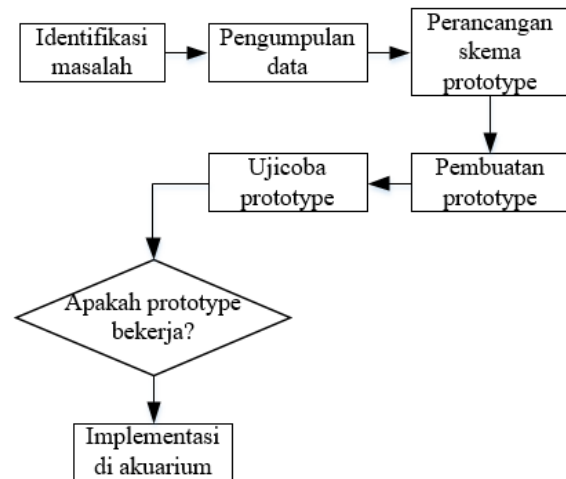 Identifikasi
masalah
Pengumpulan
data
Perancangan
skema
prototype
Pembuatan
prototype
Ujicoba
prototype
Apakah prototype
bekerja?
Implementasi
di akuarium